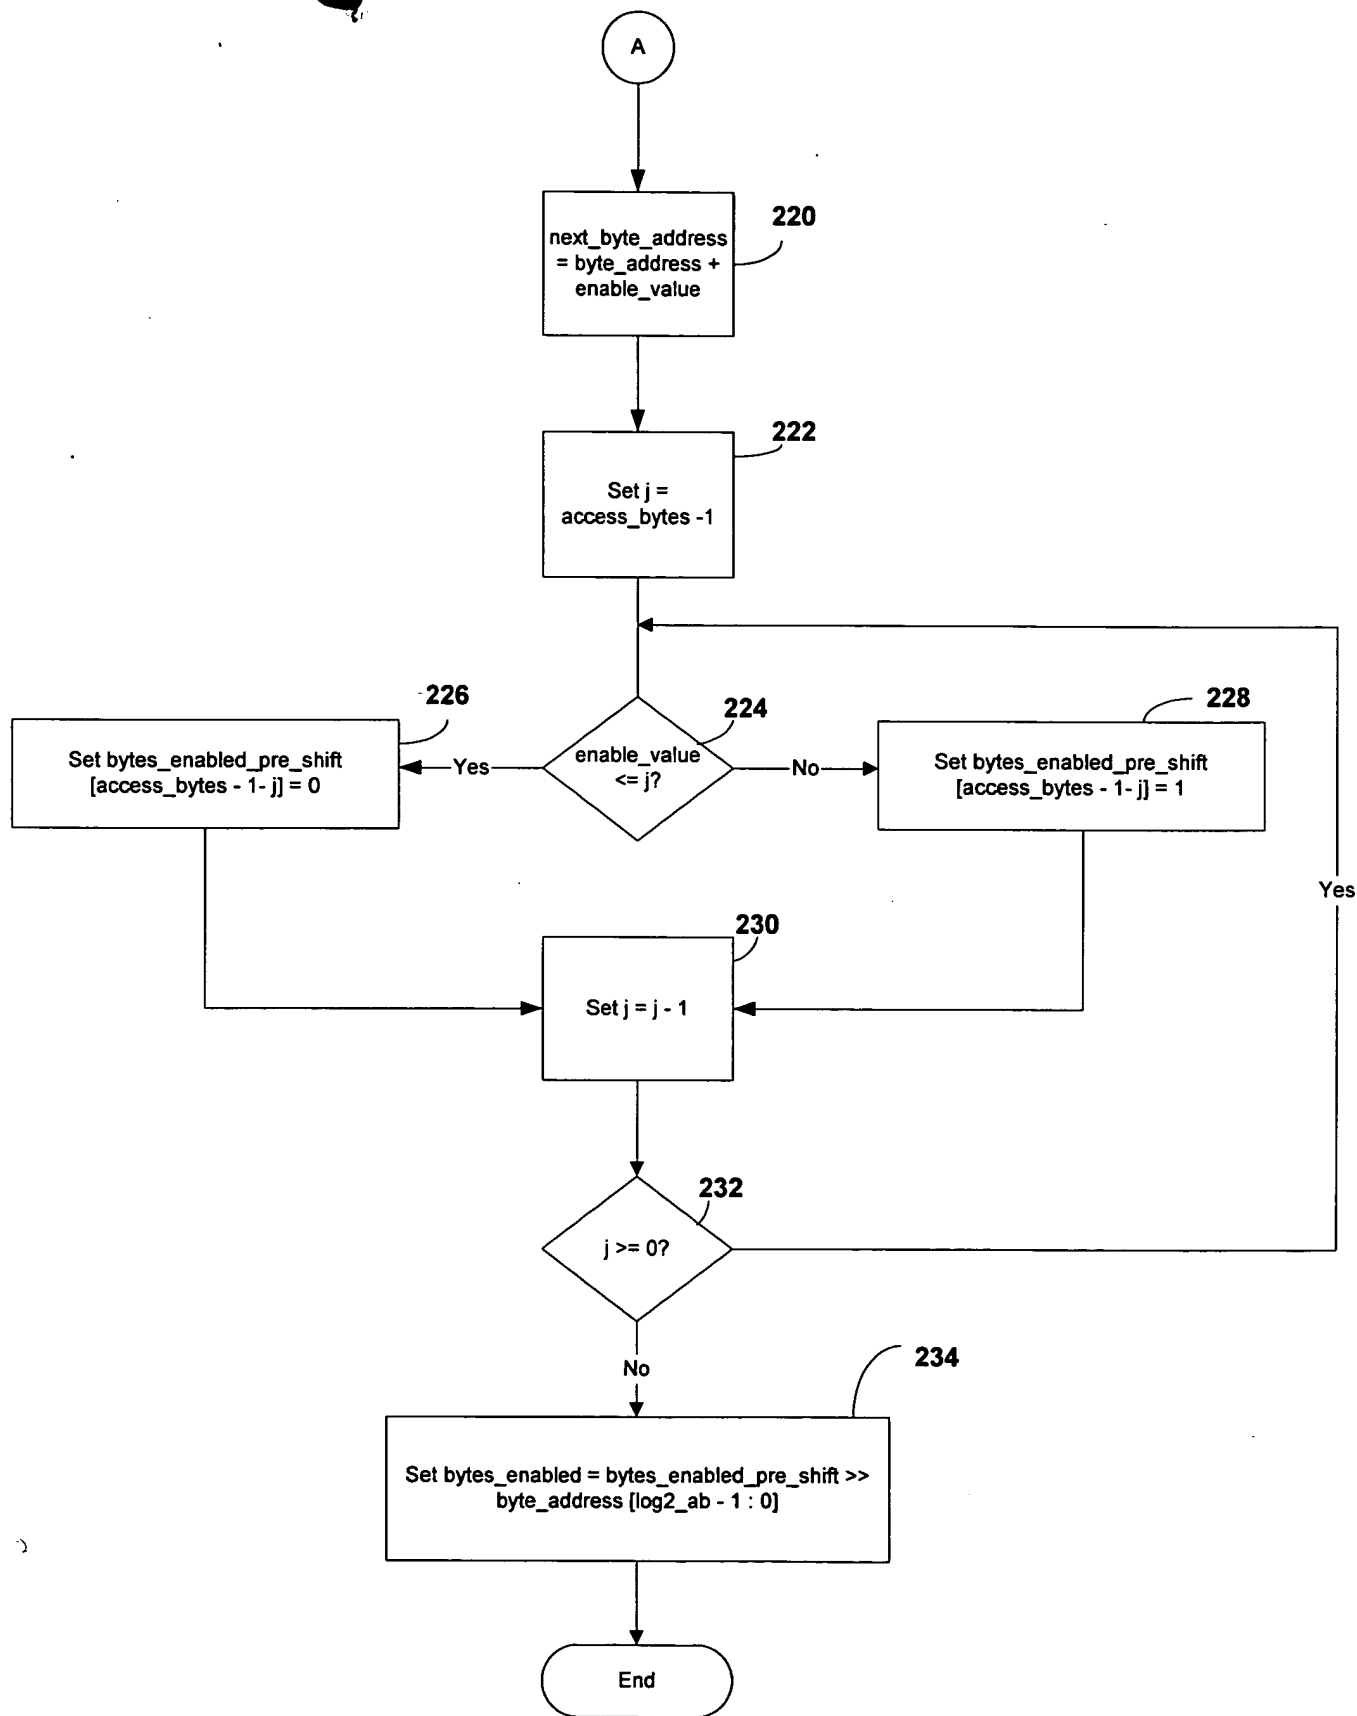 A
220
next_byte_address
= byte_address +
enable_value
222
Set j =
access_bytes -1
226
224
228
Set bytes_enabled_pre_shift
[access_bytes - 1- j] = 0
Yes
enable_value
<= j?
No
Set bytes_enabled_pre_shift
[access_bytes - 1- j] = 1
Yes
230
Set j = j - 1
232
j >= 0?
No
234
Set bytes_enabled = bytes_enabled_pre_shift >>
byte_address [log2_ab - 1 : 0]
End